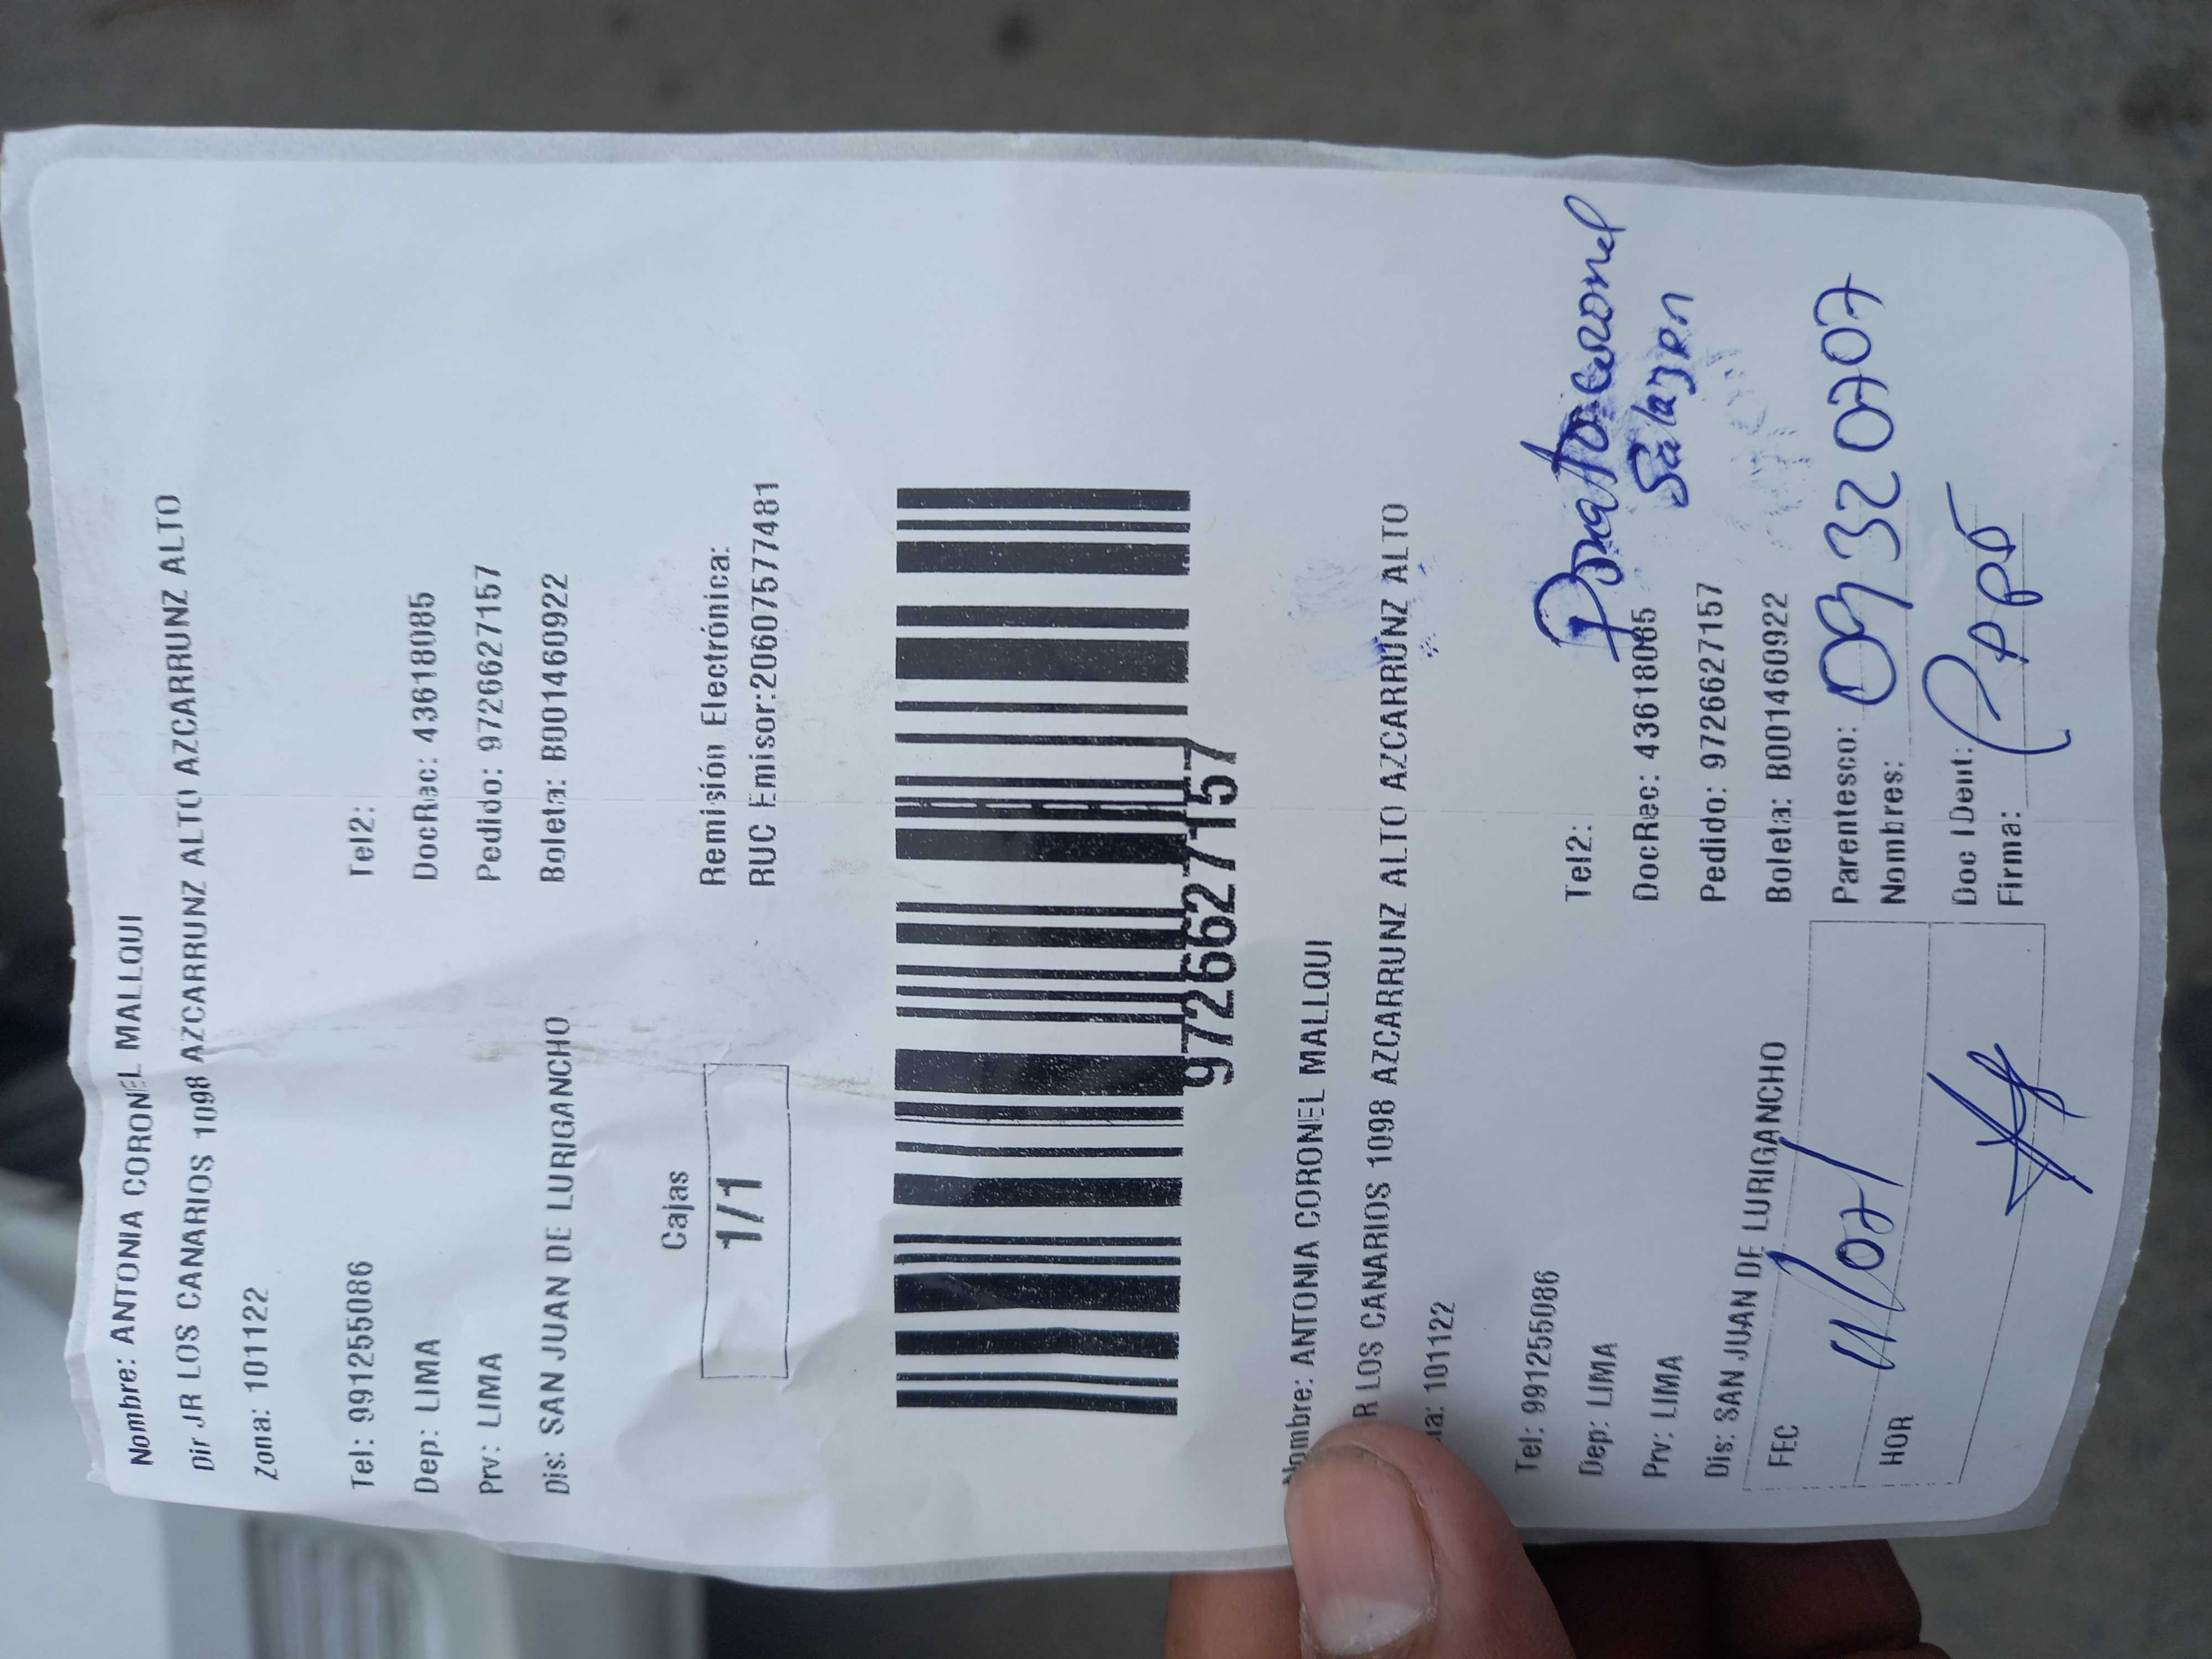 Nombre: ANTONIA CORONEL MALLQUI
Dir JR LOS CANARIOS 1098 AZCARRUNZ ALTO AZCARRUNZ ALTO
Zona: 101122
Tel: 991255086 Tel2:
Dep: LIMA DocRec: 43618085
Prv: LIMA Pedido: 972662 7157
Dis: SAN JUAN DE LURIGANCHO Boleta: B001460922
Cajas Remisión Electrónica:
1/1 RUC Emisor:20607577481
9726627157
Nombre: ANTONIA CORONEL MALLQUI
R LOS CANARIOS 1098 AZCARRUNZ ALTO AZCARRUNZ ALTO
na: 101122
Coronel
Tel: 991255086 Tel2:
Dep: LIMA DocRec: 43618085
Prv: LIMA Pedido: 9726627157
Dis: SAN JUAN DE LURIGANCHO Boleta: B001460922
FEC Parentesco: 09320707
HOR Nombres:
Doc IDent:
Firma: